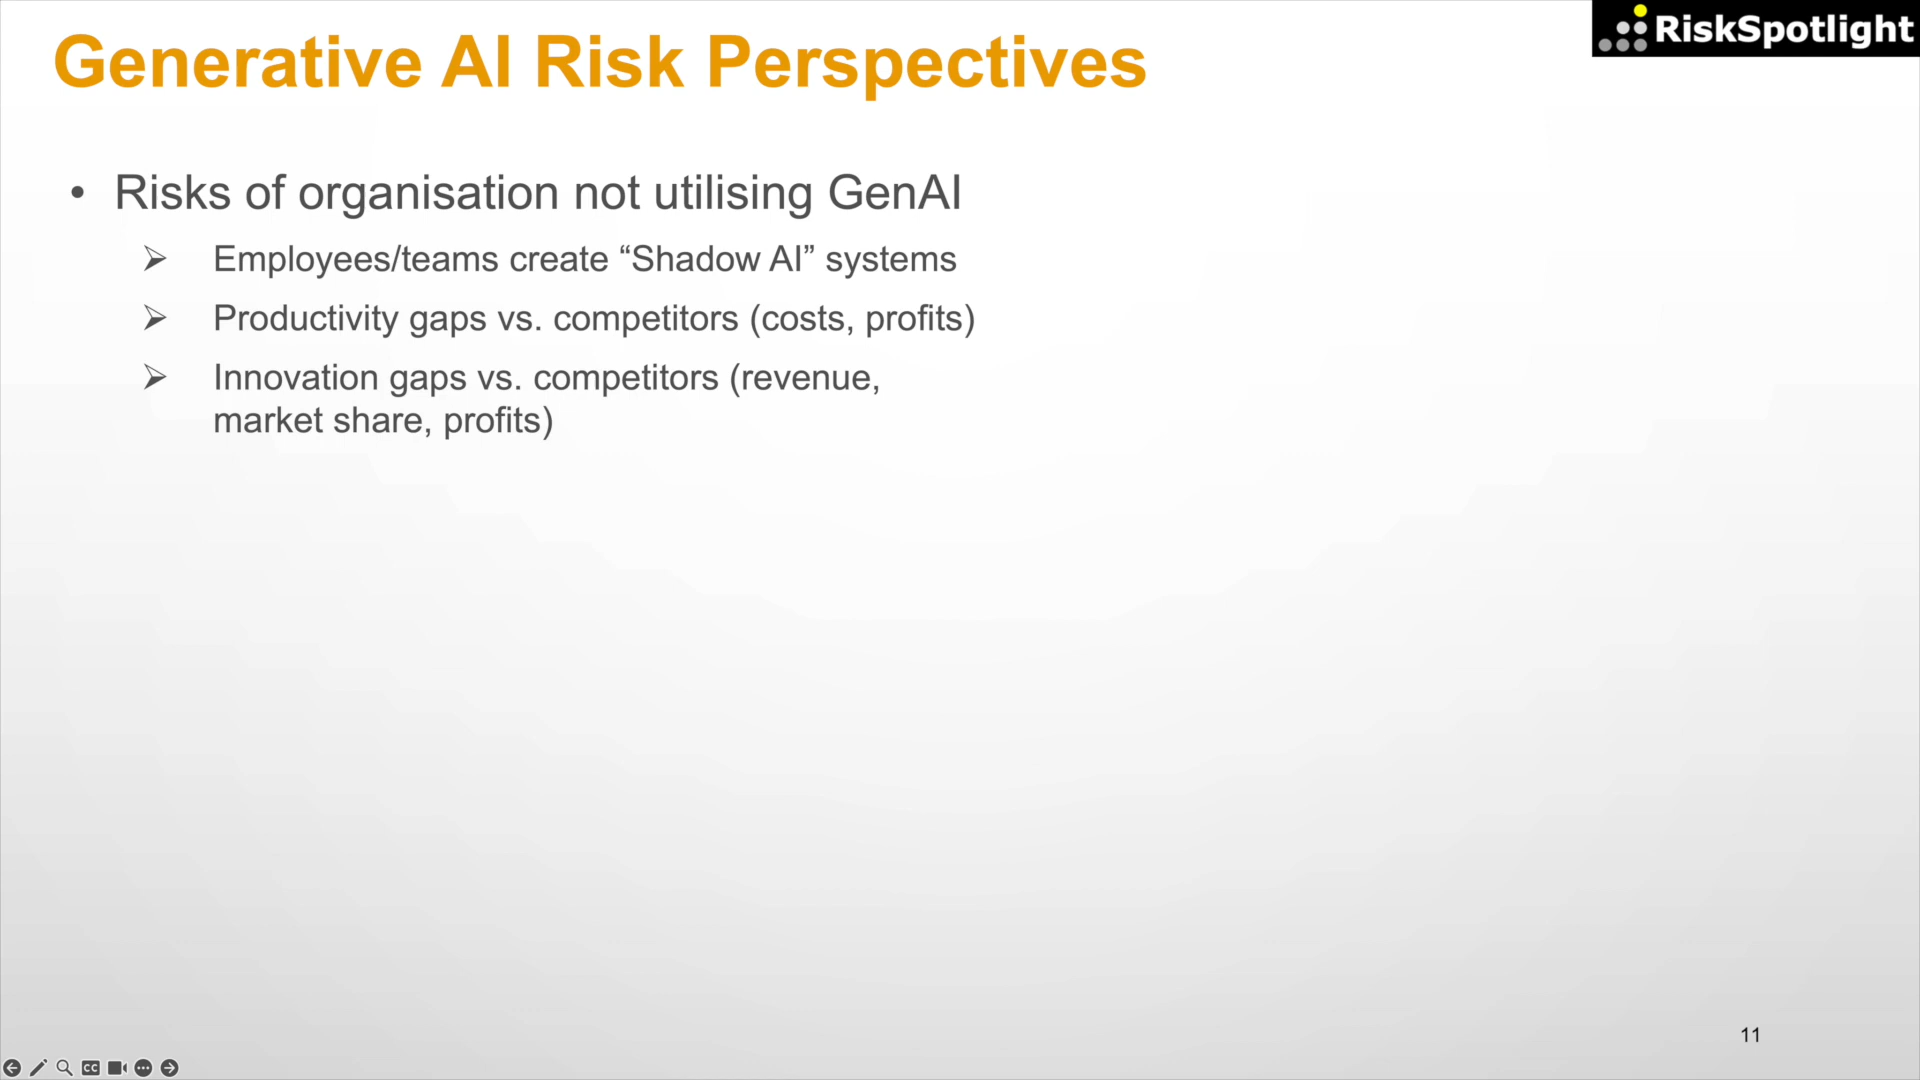 Generative AI Risk Perspectives
RiskSpotlight
• Risks of organisation not utilising GenAI
➢ Employees/teams create “Shadow AI” systems
➢ Productivity gaps vs. competitors (costs, profits)
➢ Innovation gaps vs. competitors (revenue,
market share, profits)
11
CC